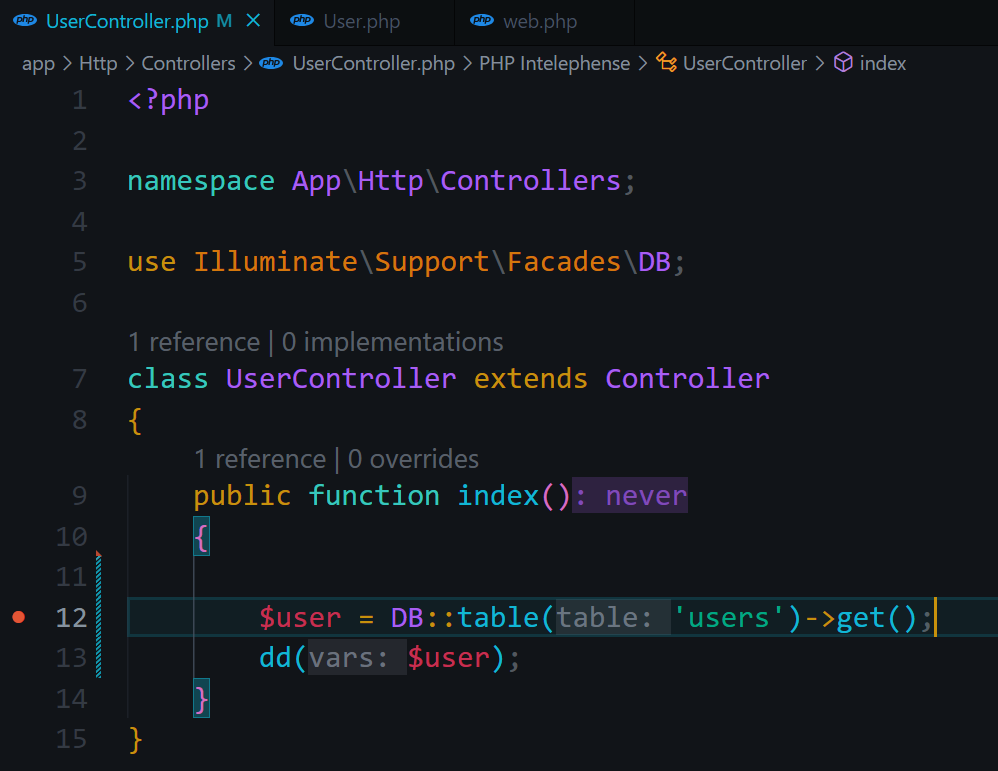 php UserController.php M × php User.php php web.php
app > Http > Controllers > php UserController.php > PHP Intelephense > UserController > index
1 <?php
2
3 namespace App\Http\Controllers;
4
5 use Illuminate\Support\Facades\DB;
6
1 reference | 0 implementations
7 class UserController extends Controller
8 {
1 reference | 0 overrides
9 public function index(): never
10 {
11
12 $user = DB::table(table: 'users')->get();
13 dd(vars: $user);
14 }
15 }